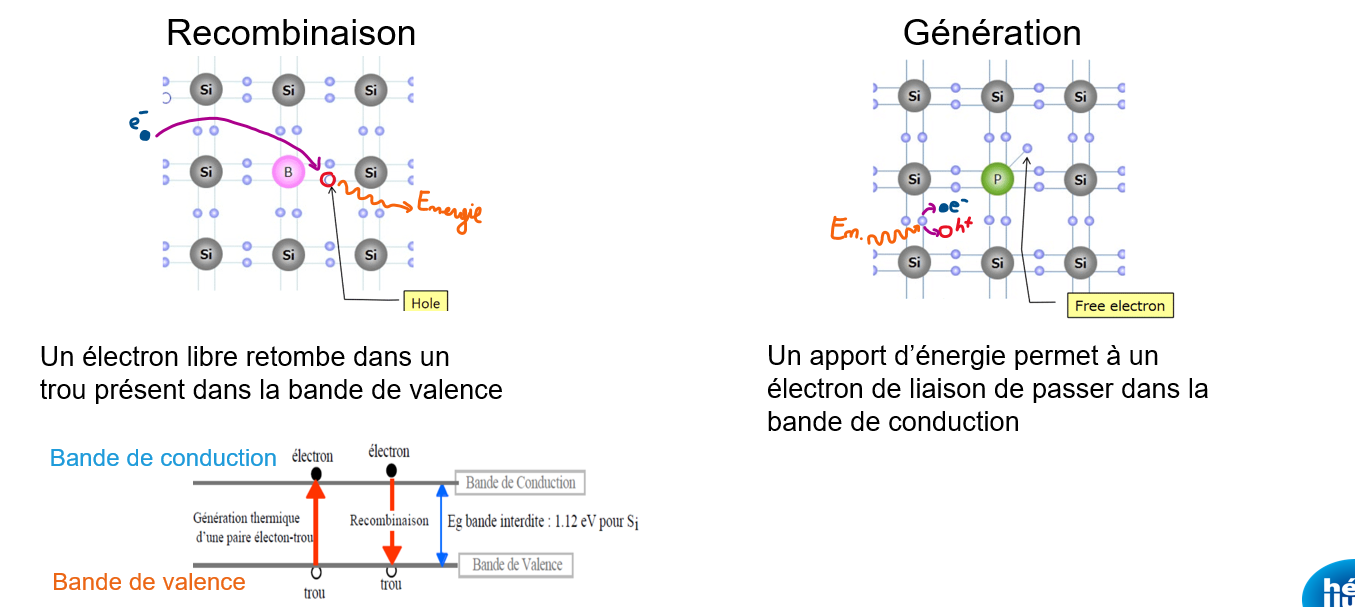 Recombinaison
Si Si Si
e⁻
Si B Si
Energie
Si Si Si
Hole
Un électron libre retombe dans un
trou présent dans la bande de valence
Génération
Si Si Si
Si P Si
e⁻
h⁺
En.
Si Si Si
Free electron
Un apport d’énergie permet à un
électron de liaison de passer dans la
bande de conduction
Bande de conduction
électron
électron
Bande de Conduction
Génération thermique
d’une paire électon-trou
Recombinaison
Eg bande interdite : 1.12 eV pour Si
Bande de Valence
Bande de valence
trou
trou
hé